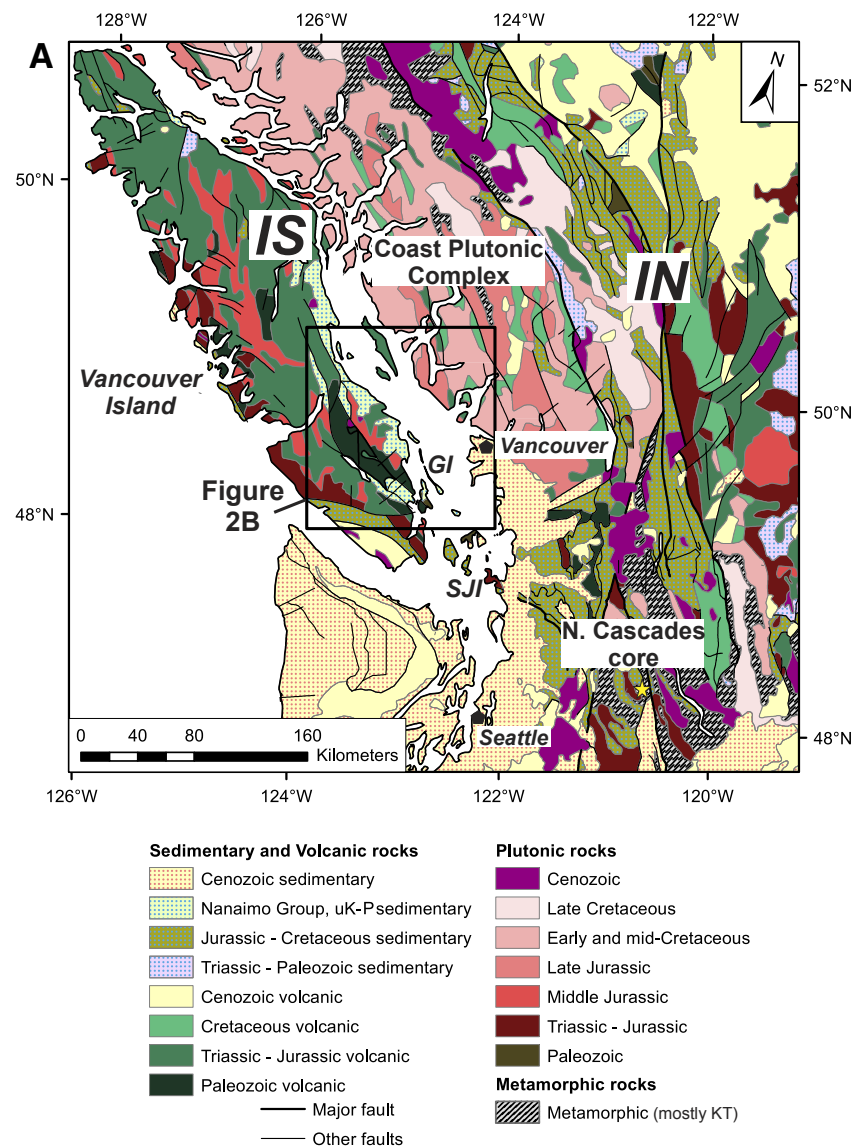 A
128°W
126°W
124°W
122°W
N
52°N
50°N
IS
Coast Plutonic
Complex
IN
Vancouver
Island
50°N
Vancouver
GI
Figure
2B
48°N
SJI
N. Cascades
core
Seattle
0 40 80 160
Kilometers
48°N
126°W
124°W
122°W
120°W
Sedimentary and Volcanic rocks
Cenozoic sedimentary
Nanaimo Group, uK-Psedimentary
Jurassic - Cretaceous sedimentary
Triassic - Paleozoic sedimentary
Cenozoic volcanic
Cretaceous volcanic
Triassic - Jurassic volcanic
Paleozoic volcanic
Major fault
Other faults
Plutonic rocks
Cenozoic
Late Cretaceous
Early and mid-Cretaceous
Late Jurassic
Middle Jurassic
Triassic - Jurassic
Paleozoic
Metamorphic rocks
Metamorphic (mostly KT)